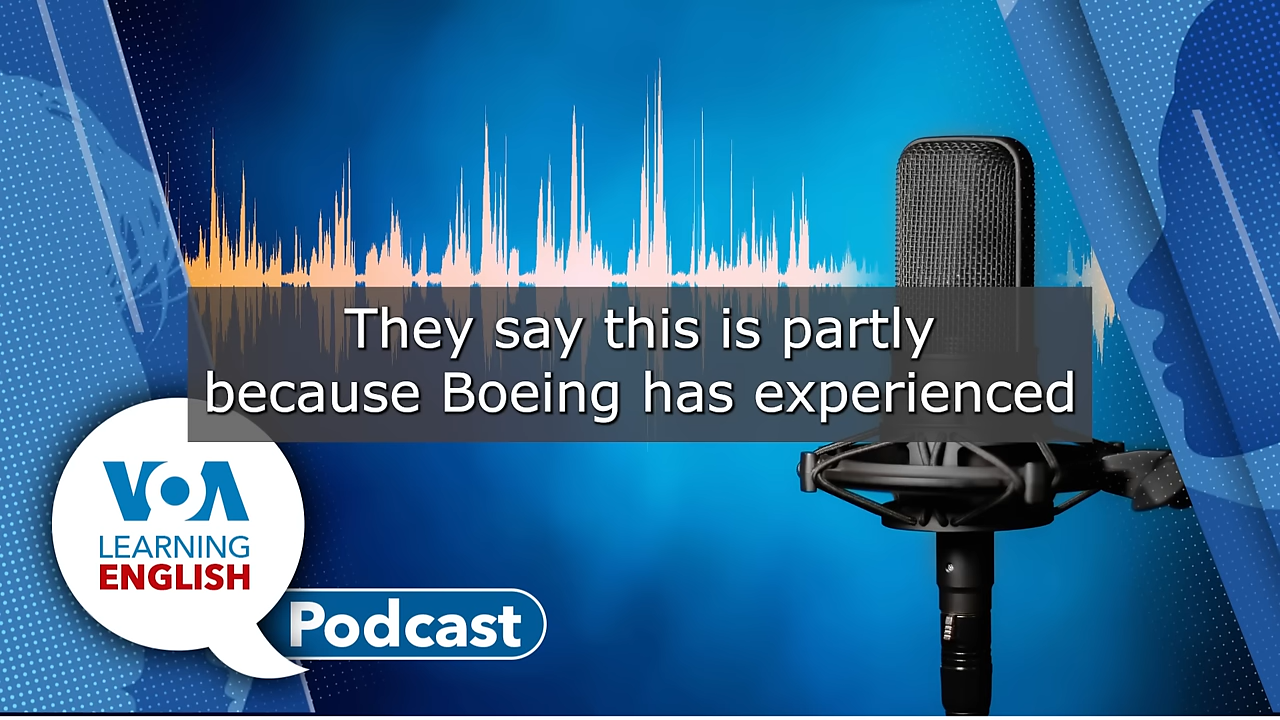 They say this is partly
because Boeing has experienced
VOA
LEARNING
ENGLISH
Podcast